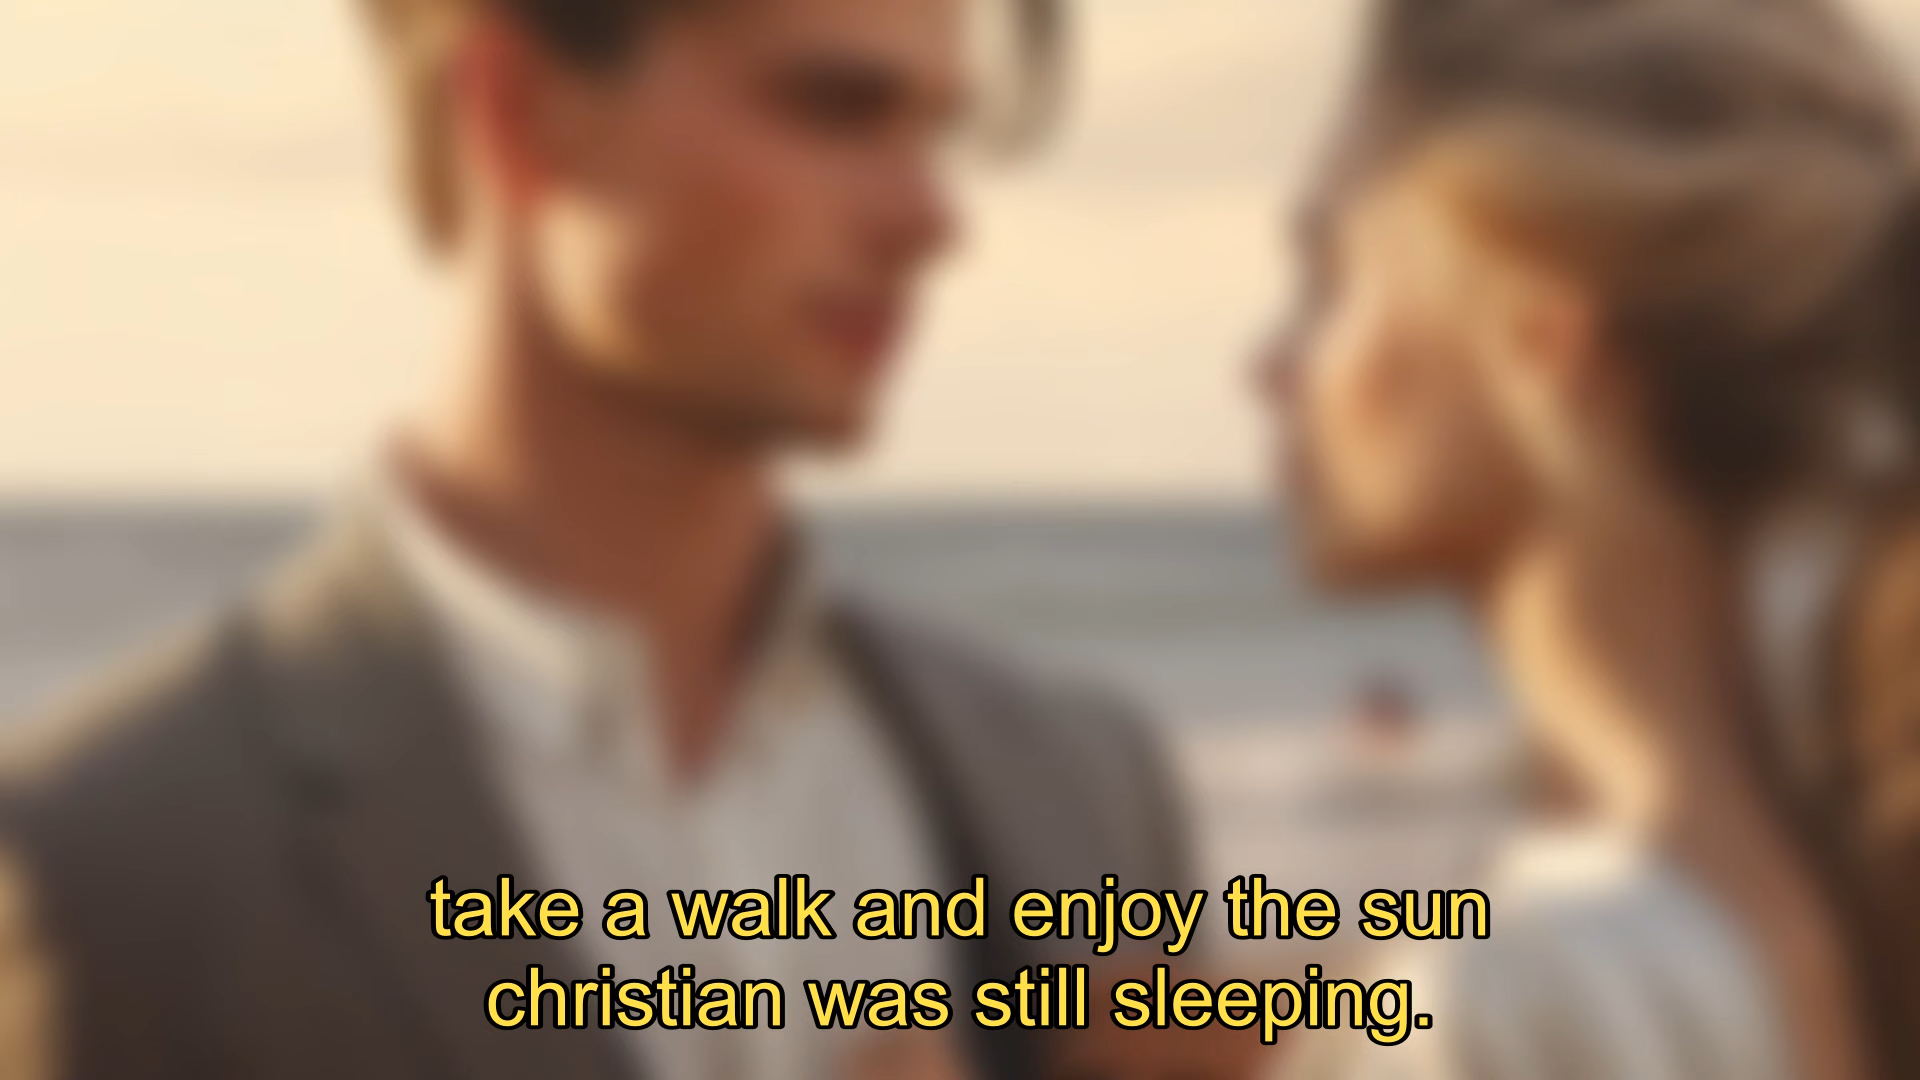 take a walk and enjoy the sun
christian was still sleeping.